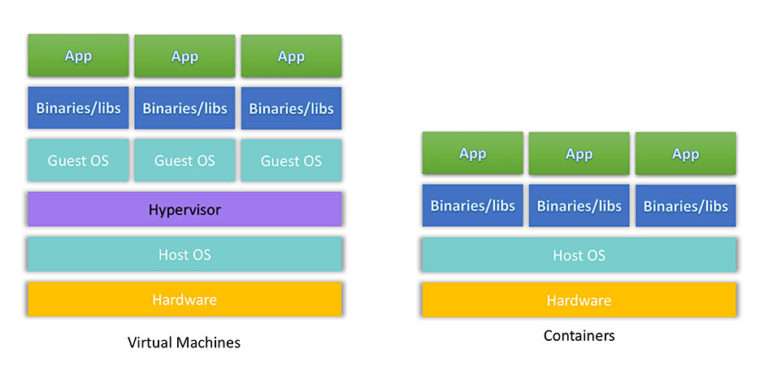 App App App
Binaries/libs Binaries/libs Binaries/libs
Guest OS Guest OS Guest OS
Hypervisor
Host OS
Hardware
Virtual Machines
App App App
Binaries/libs Binaries/libs Binaries/libs
Host OS
Hardware
Containers